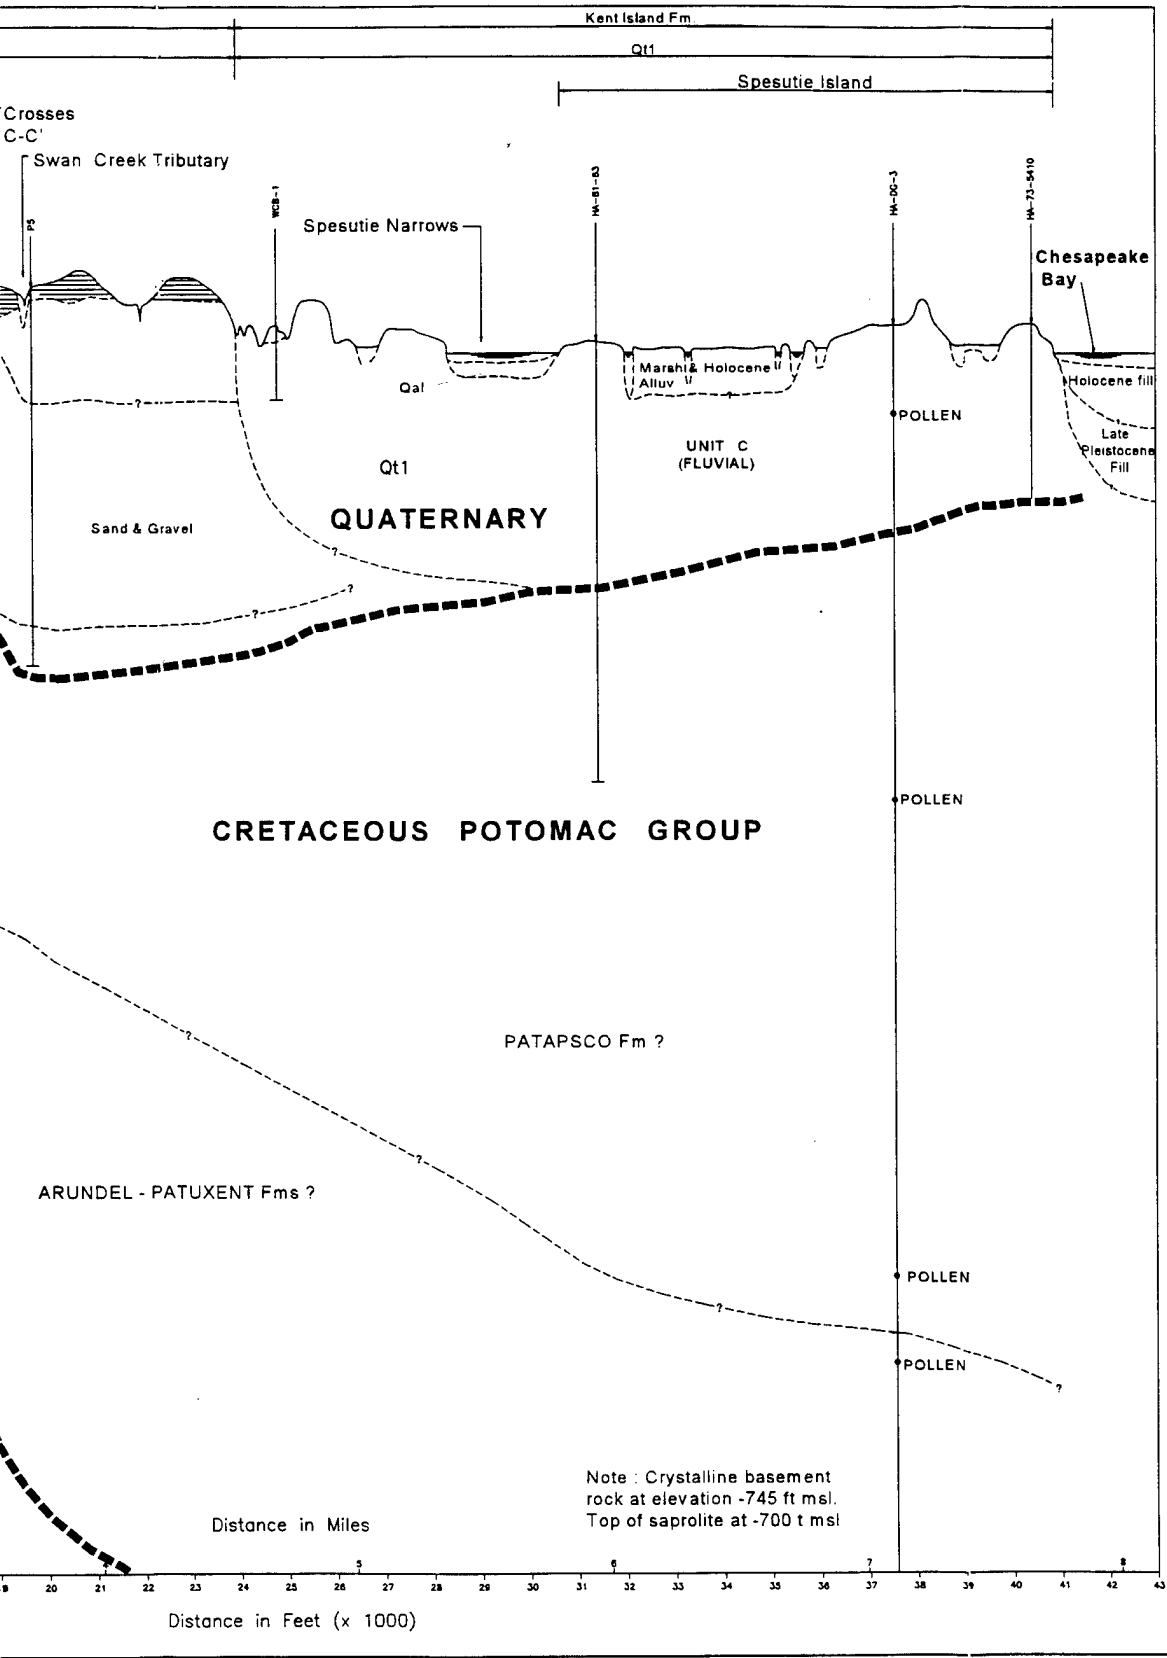 Kent Island Fm.
Qt1
Spesutie Island
Crosses
C-C'
Swan Creek Tributary
P5
WCB-1
Spesutie Narrows
HA-B1-B3
HA-DG-3
HA-73-5410
Chesapeake
Bay
Qal
Marsh & Holocene
Alluv
Holocene fill
POLLEN
UNIT C
(FLUVIAL)
Late
Pleistocene
Fill
?
?
?
Qt1
QUATERNARY
Sand & Gravel
?
?
?
POLLEN
CRETACEOUS POTOMAC GROUP
?
PATAPSCO Fm ?
?
ARUNDEL - PATUXENT Fms ?
POLLEN
?
POLLEN
?
Note : Crystalline basement
rock at elevation -745 ft msl.
Top of saprolite at -700 t msl
Distance in Miles
5 6 7 8
20 21 22 23 24 25 26 27 28 29 30 31 32 33 34 35 36 37 38 39 40 41 42 43
Distance in Feet (x 1000)